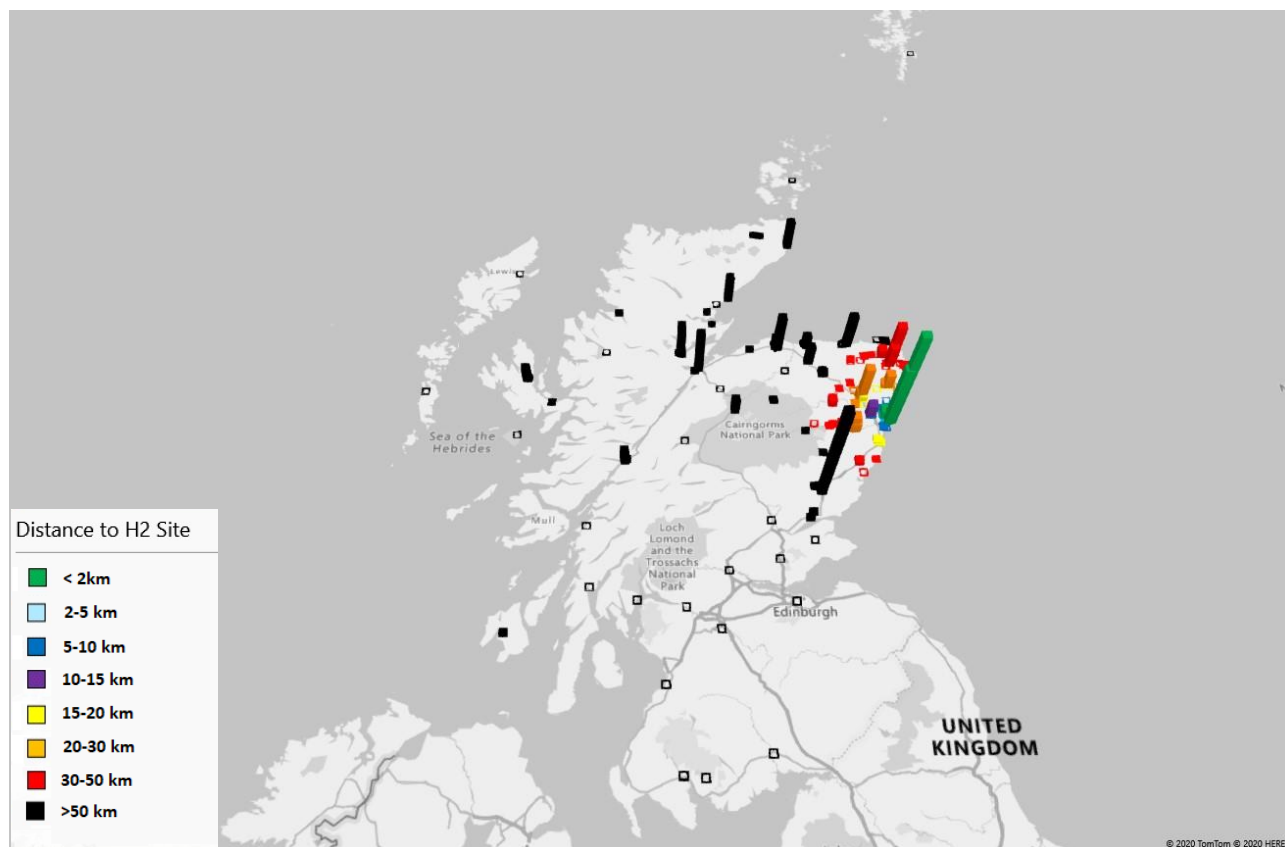 Lewis
Cairngorms
National Park
Sea of the
Hebrides
Mull
Loch
Lomond
and the
Trossachs
National
Park
Edinburgh
UNITED
KINGDOM
Distance to H2 Site
< 2km
2-5 km
5-10 km
10-15 km
15-20 km
20-30 km
30-50 km
>50 km
© 2020 TomTom © 2020 HERE